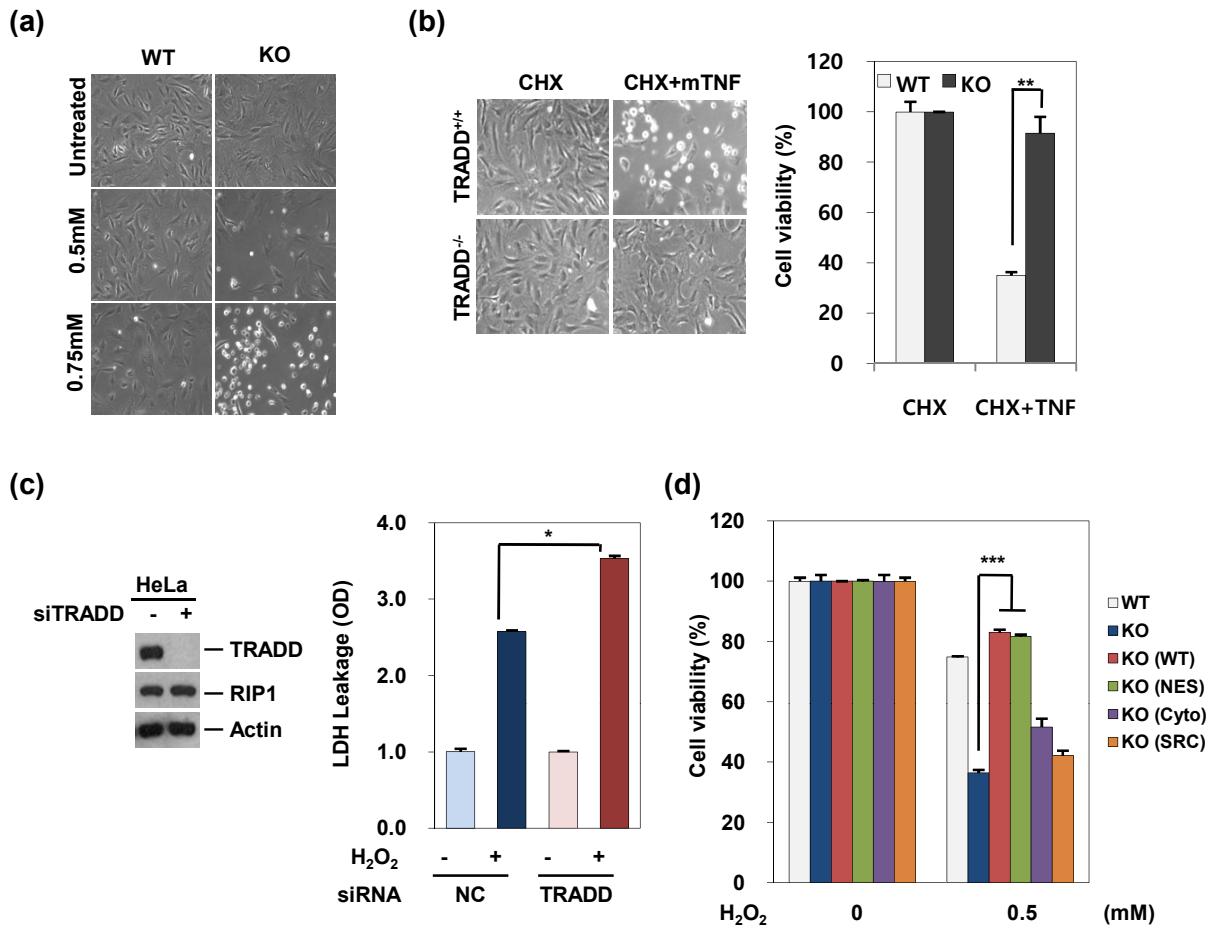 (a)
WT KO
Untreated
0.5mM
0.75mM
(b)
CHX CHX+mTNF
TRADD+/+
TRADD-/-
Cell viability (%)
120
100
80
60
40
20
0
WT KO
**
CHX CHX+TNF
(c)
HeLa
siTRADD - +
TRADD
RIP1
Actin
LDH Leakage (OD)
4.0
3.0
2.0
1.0
0.0
*
H2O2 - + - +
siRNA NC TRADD
(d)
Cell viability (%)
120
100
80
60
40
20
0
***
WT
KO
KO (WT)
KO (NES)
KO (Cyto)
KO (SRC)
H2O2 0 0.5 (mM)